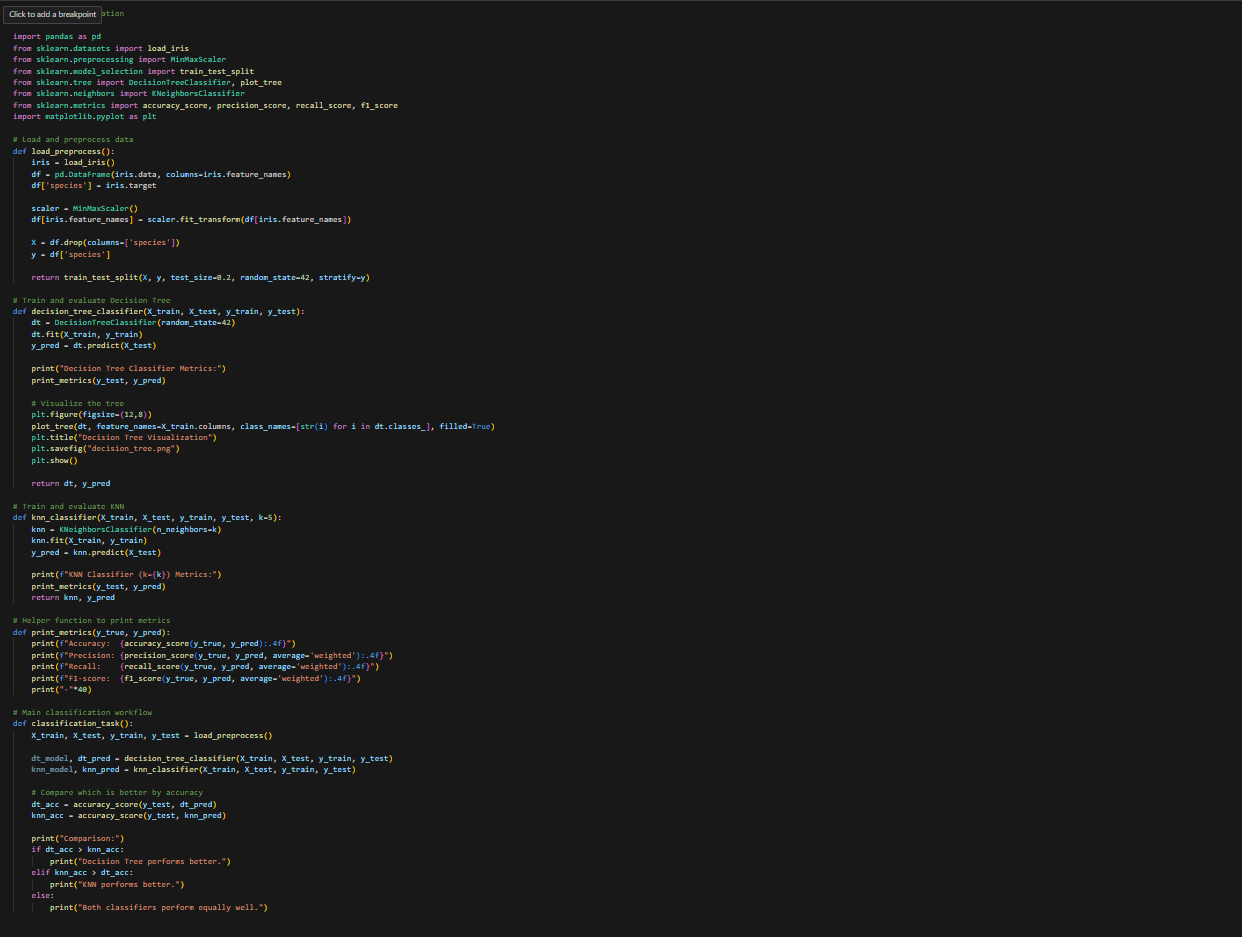 Click to add a breakpoint ation
import pandas as pd
from sklearn.datasets import load_iris
from sklearn.preprocessing import MinMaxScaler
from sklearn.model_selection import train_test_split
from sklearn.tree import DecisionTreeClassifier, plot_tree
from sklearn.neighbors import KNeighborsClassifier
from sklearn.metrics import accuracy_score, precision_score, recall_score, f1_score
import matplotlib.pyplot as plt
# Load and preprocess data
def load_preprocess():
    iris = load_iris()
    df = pd.DataFrame(iris.data, columns=iris.feature_names)
    df['species'] = iris.target
    scaler = MinMaxScaler()
    df[iris.feature_names] = scaler.fit_transform(df[iris.feature_names])
    X = df.drop(columns=['species'])
    y = df['species']
    return train_test_split(X, y, test_size=0.2, random_state=42, stratify=y)
# Train and evaluate Decision Tree
def decision_tree_classifier(X_train, X_test, y_train, y_test):
    dt = DecisionTreeClassifier(random_state=42)
    dt.fit(X_train, y_train)
    y_pred = dt.predict(X_test)
    print("Decision Tree Classifier Metrics:")
    print_metrics(y_test, y_pred)
    # Visualize the tree
    plt.figure(figsize=(12,8))
    plot_tree(dt, feature_names=X_train.columns, class_names=[str(i) for i in dt.classes_], filled=True)
    plt.title("Decision Tree Visualization")
    plt.savefig("decision_tree.png")
    plt.show()
    return dt, y_pred
# Train and evaluate KNN
def knn_classifier(X_train, X_test, y_train, y_test, k=5):
    knn = KNeighborsClassifier(n_neighbors=k)
    knn.fit(X_train, y_train)
    y_pred = knn.predict(X_test)
    print(f"KNN Classifier (k={k}) Metrics:")
    print_metrics(y_test, y_pred)
    return knn, y_pred
# Helper function to print metrics
def print_metrics(y_true, y_pred):
    print(f"Accuracy:  {accuracy_score(y_true, y_pred):.4f}")
    print(f"Precision: {precision_score(y_true, y_pred, average='weighted'):.4f}")
    print(f"Recall:    {recall_score(y_true, y_pred, average='weighted'):.4f}")
    print(f"F1-score:  {f1_score(y_true, y_pred, average='weighted'):.4f}")
    print("-"*40)
# Main classification workflow
def classification_task():
    X_train, X_test, y_train, y_test = load_preprocess()
    dt_model, dt_pred = decision_tree_classifier(X_train, X_test, y_train, y_test)
    knn_model, knn_pred = knn_classifier(X_train, X_test, y_train, y_test)
    # Compare which is better by accuracy
    dt_acc = accuracy_score(y_test, dt_pred)
    knn_acc = accuracy_score(y_test, knn_pred)
    print("Comparison:")
    if dt_acc > knn_acc:
        print("Decision Tree performs better.")
    elif knn_acc > dt_acc:
        print("KNN performs better.")
    else:
        print("Both classifiers perform equally well.")